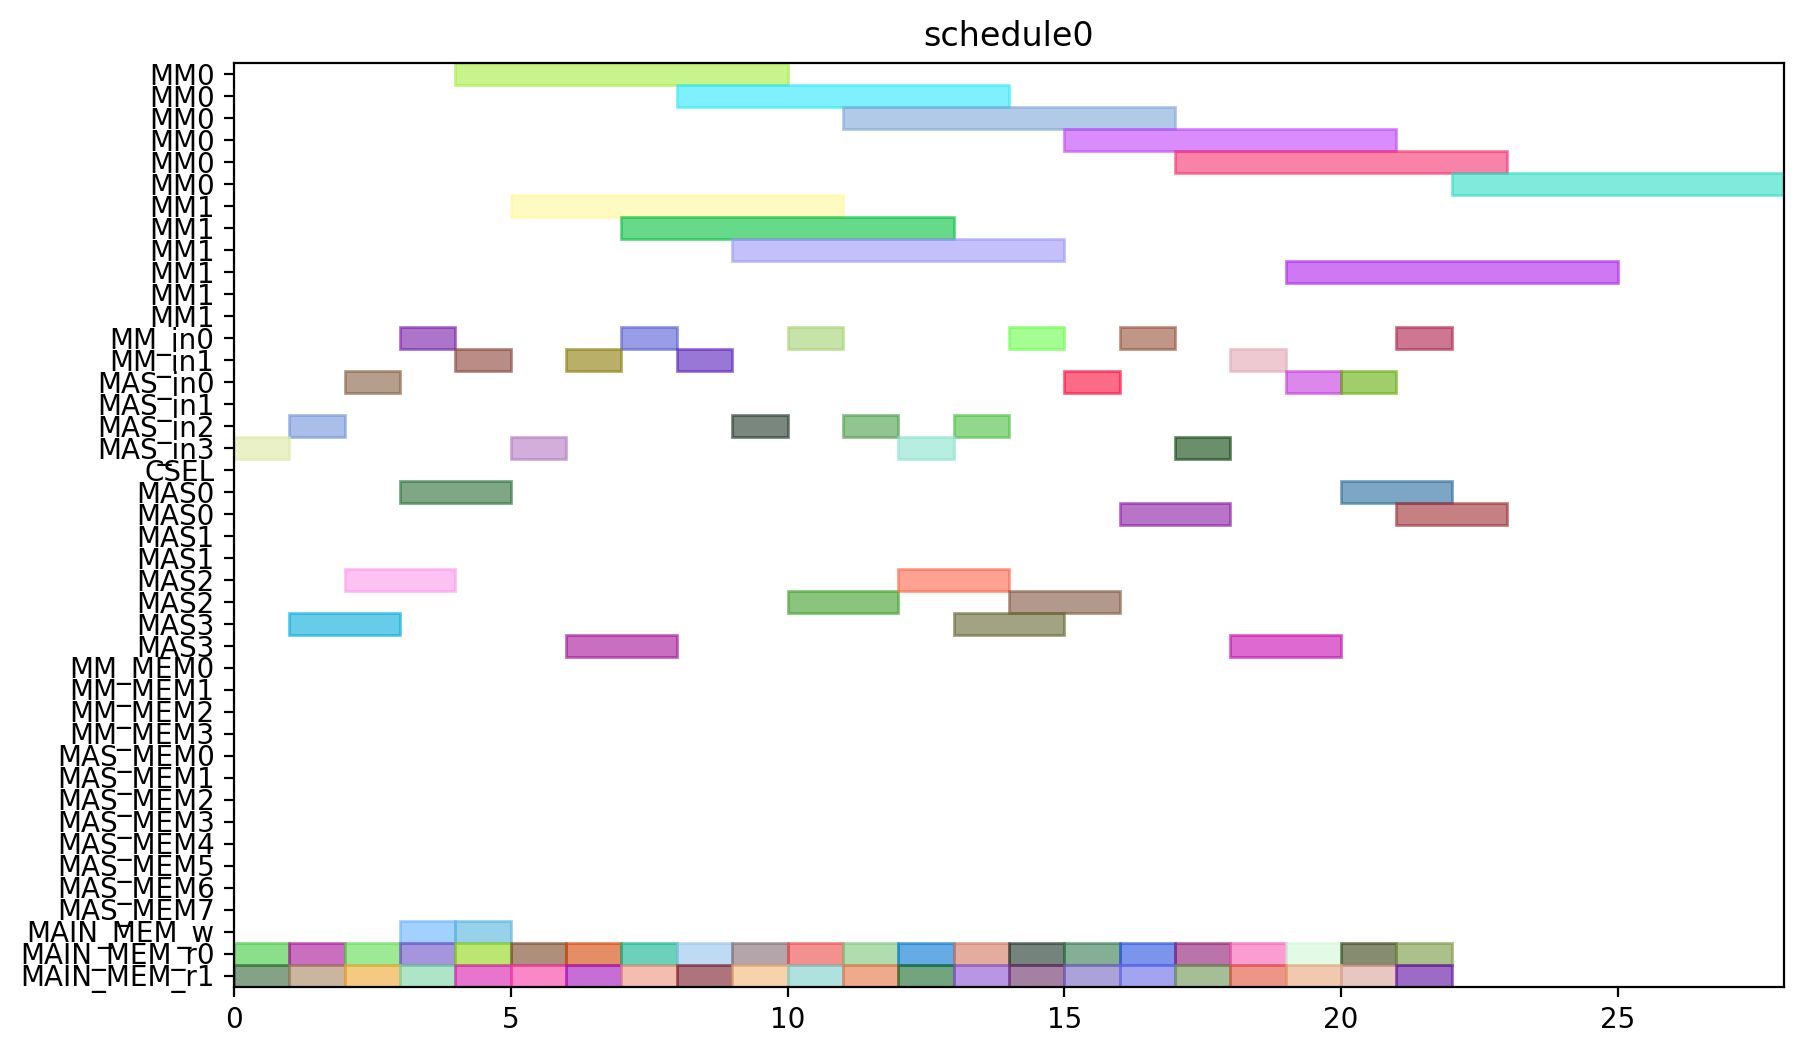 schedule0
MM0
MM0
MM0
MM0
MM0
MM0
MM1
MM1
MM1
MM1
MM1
MM1
MM_in0
MM_in1
MAS_in0
MAS_in1
MAS_in2
MAS_in3
CSEL
MAS0
MAS0
MAS1
MAS1
MAS2
MAS2
MAS3
MAS3
MM_MEM0
MM_MEM1
MM_MEM2
MM_MEM3
MAS_MEM0
MAS_MEM1
MAS_MEM2
MAS_MEM3
MAS_MEM4
MAS_MEM5
MAS_MEM6
MAS_MEM7
MAIN_MEM_w
MAIN_MEM_r0
MAIN_MEM_r1
0 5 10 15 20 25